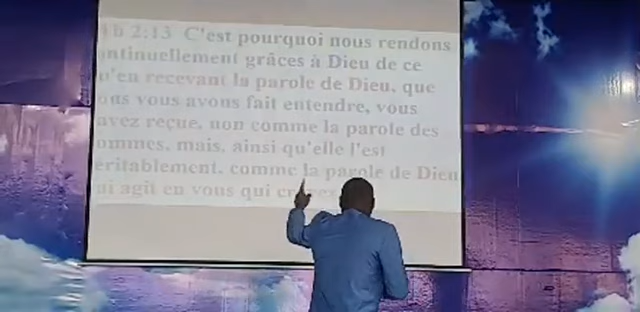 h 2:13 C'est pourquoi nous rendons
ntinuellement grâces à Dieu de ce
u'en recevant la parole de Dieu, que
ous vous avons fait entendre, vous
avez reçue, non comme la parole des
ommes, mais, ainsi qu'elle l'est
éritablement, comme la parole de Dieu
ui agit en vous qui